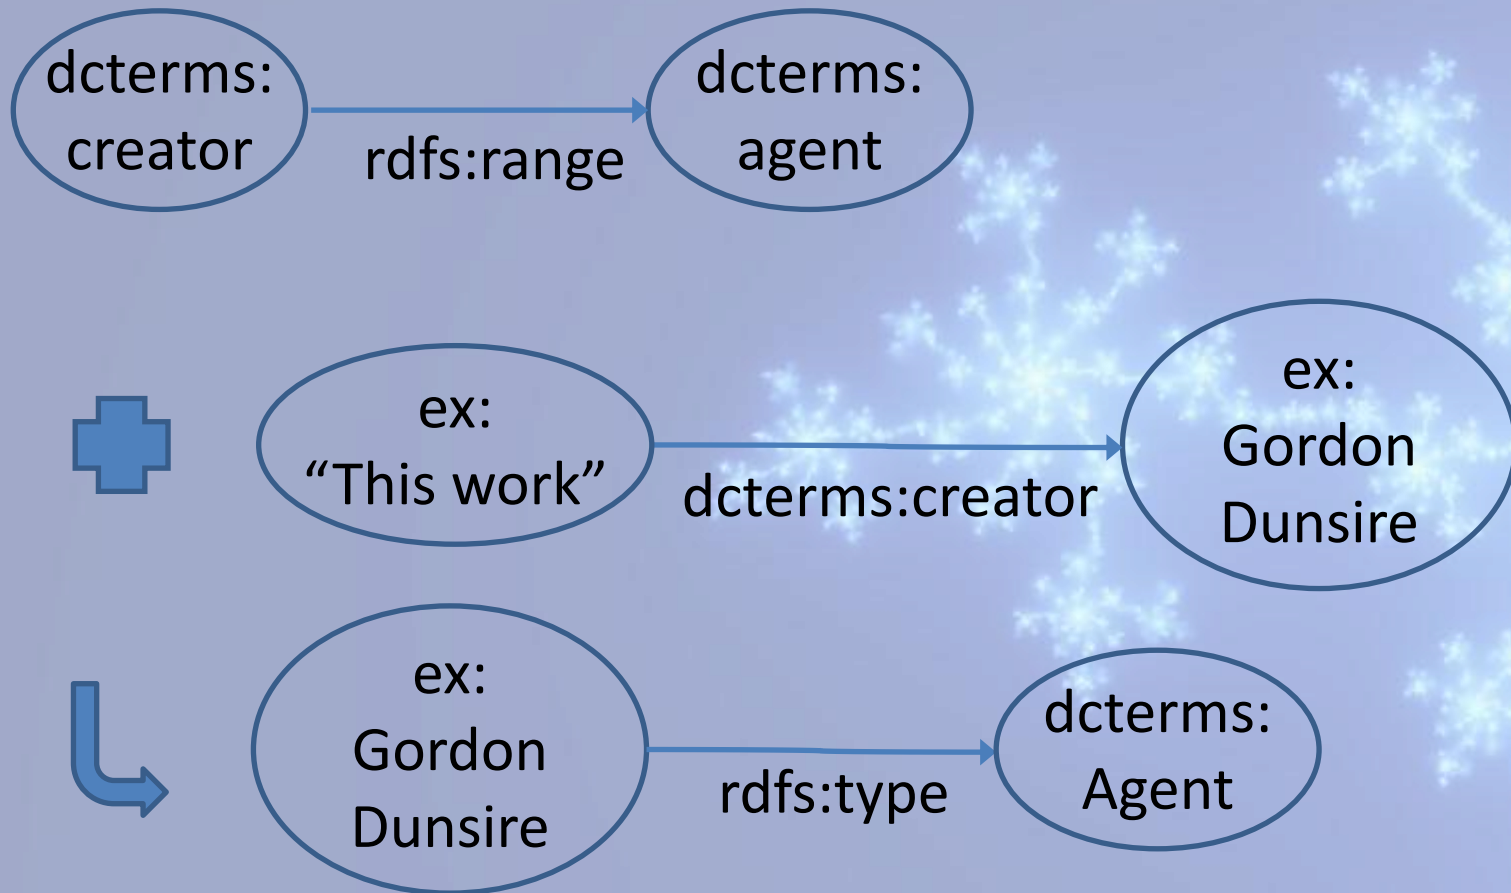 dcterms:
creator
rdfs:range
dcterms:
agent
ex:
“This work”
dcterms:creator
ex:
Gordon
Dunsire
ex:
Gordon
Dunsire
rdfs:type
dcterms:
Agent